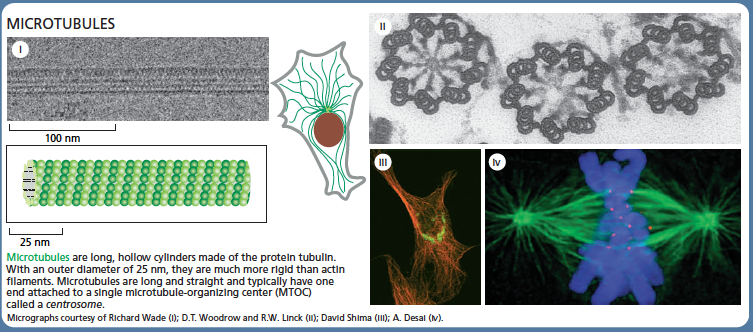 MICROTUBULES
I
100 nm
25 nm
Microtubules are long, hollow cylinders made of the protein tubulin.
With an outer diameter of 25 nm, they are much more rigid than actin
filaments. Microtubules are long and straight and typically have one
end attached to a single microtubule-organizing center (MTOC)
called a centrosome.
II
III
Iv
Micrographs courtesy of Richard Wade (i); D.T. Woodrow and R.W. Linck (ii); David Shima (iii); A. Desai (iv).